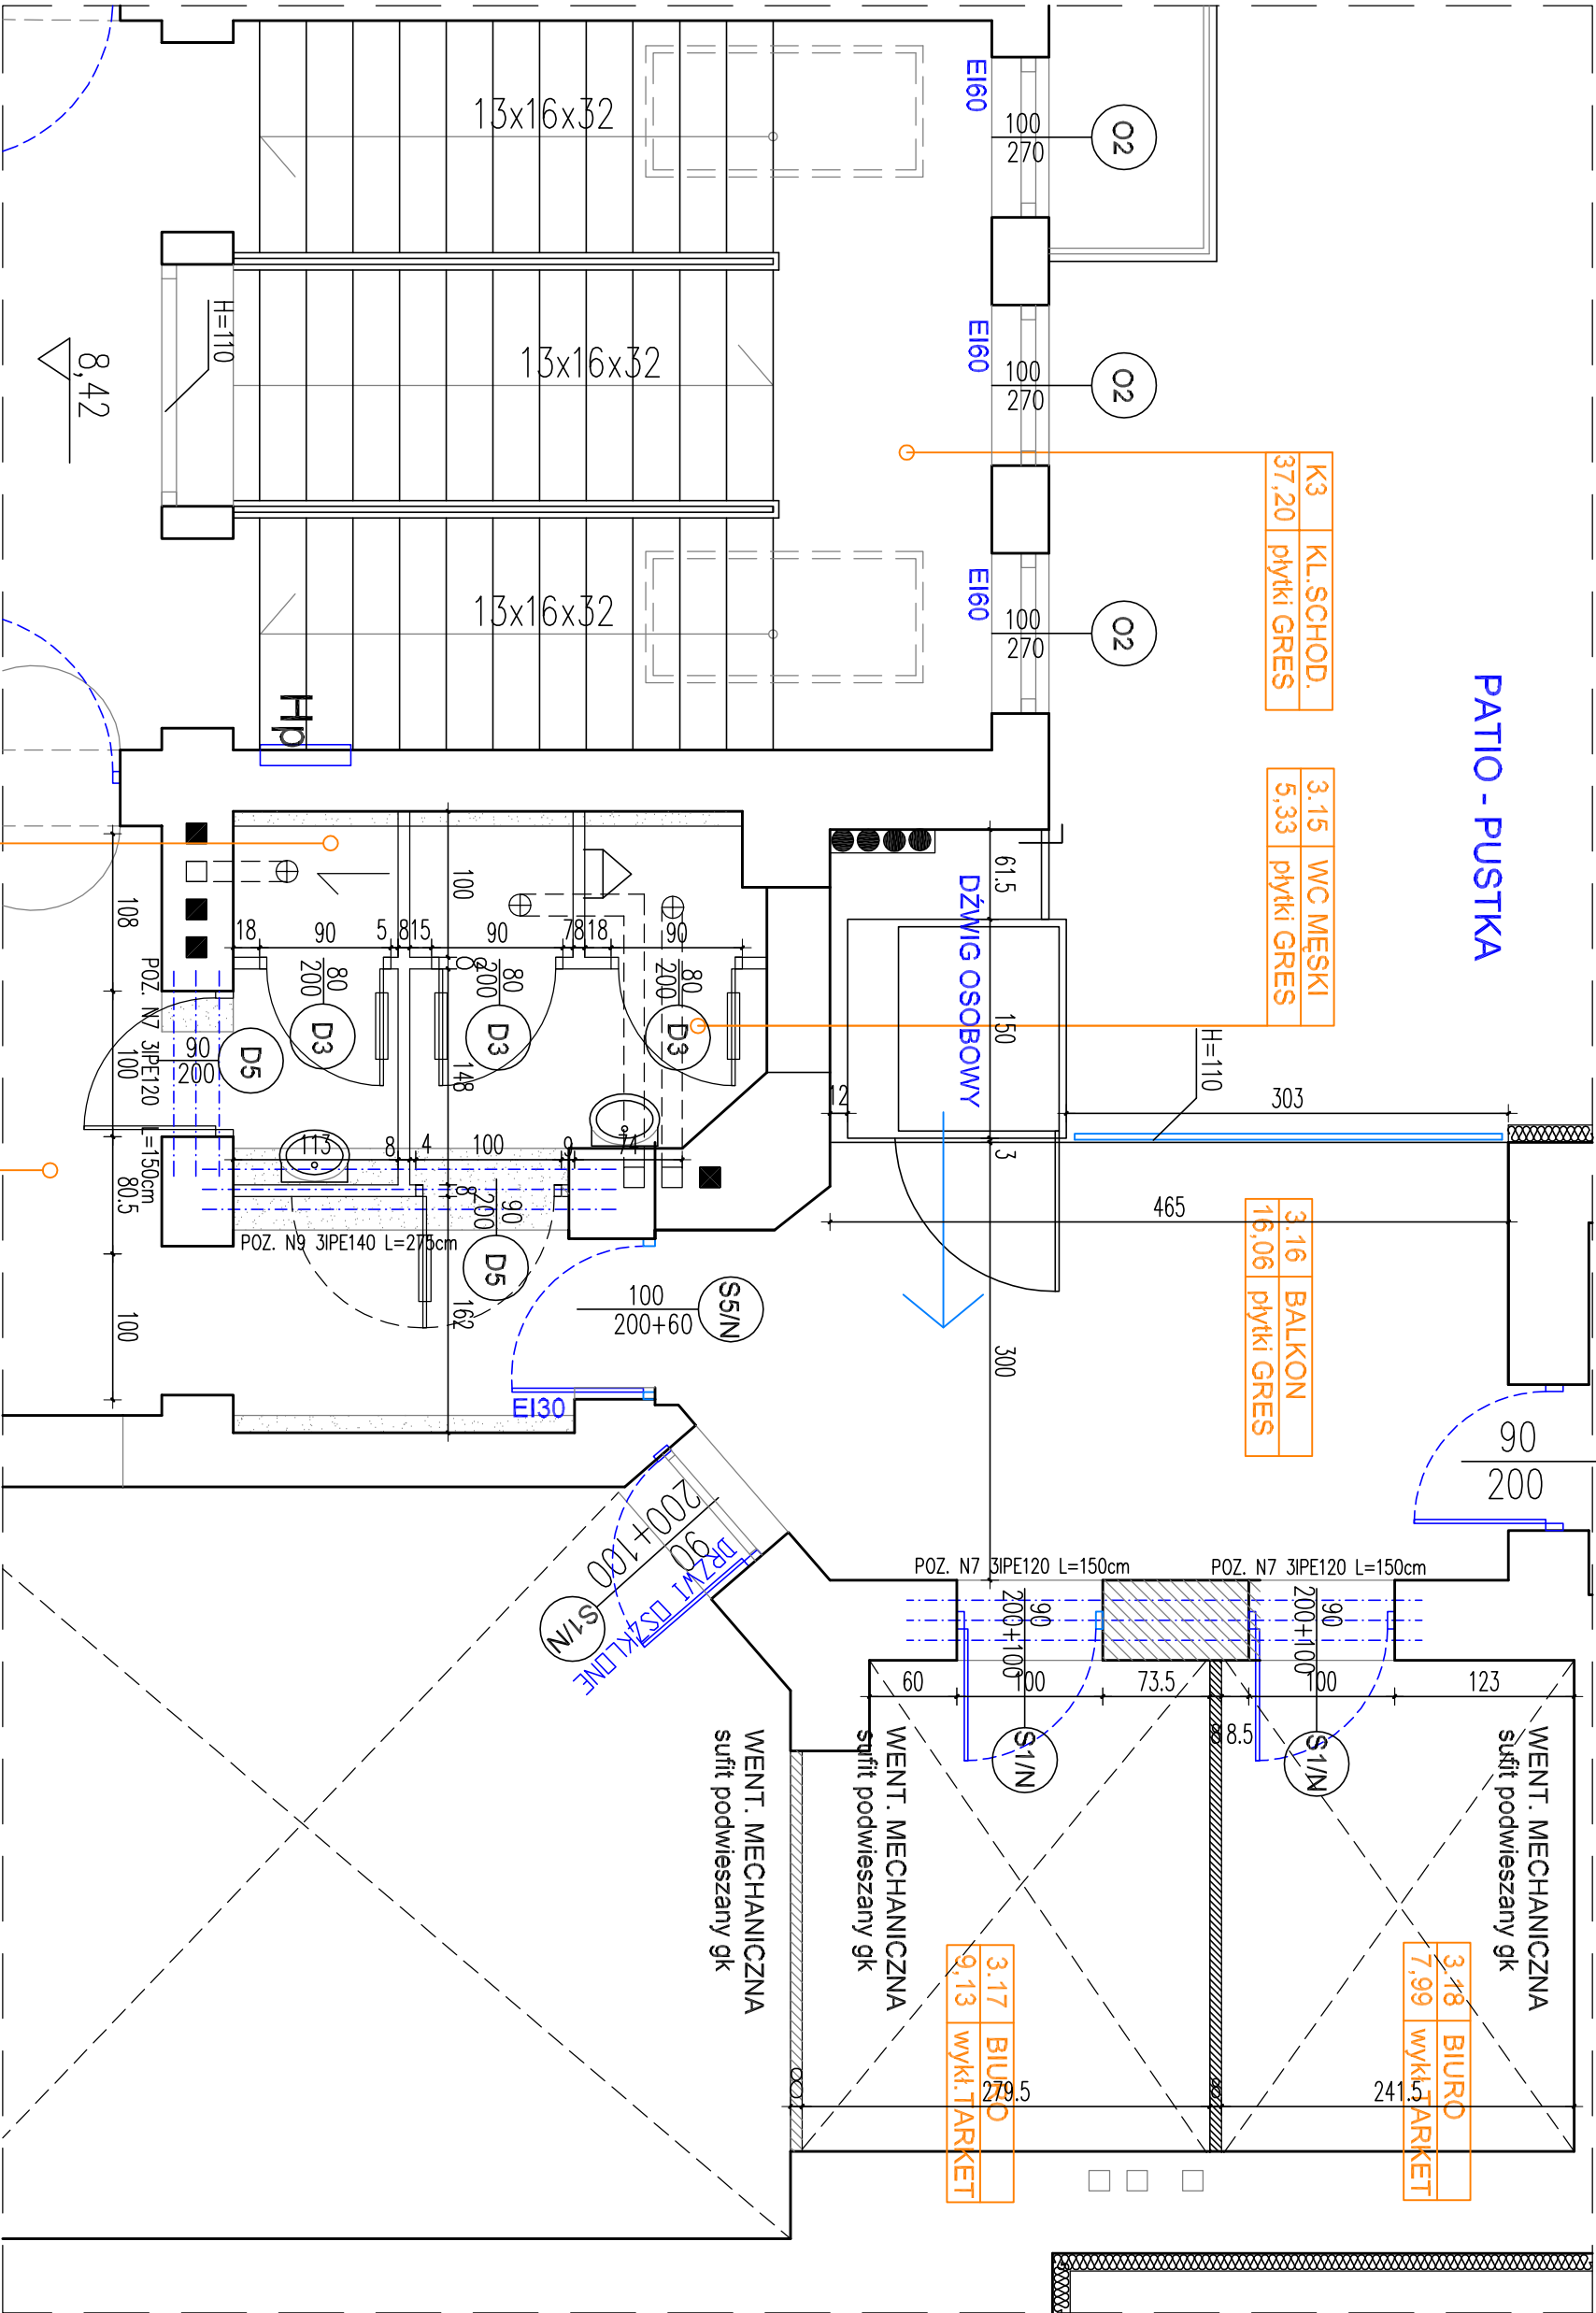 PATIO - PUSTKA
K3 KL.SCHOD.
37,20 płytki GRES
3.15 WC MĘSKI
5,33 płytki GRES
3.16 BALKON
16,06 płytki GRES
3.18 BIURO
7,99 wykł.TARKET
3.17 BIURO
9,13 wykł.TARKET
O2
100
270
EI60
O2
100
270
EI60
O2
100
270
EI60
13x16x32
13x16x32
13x16x32
H=110
8,42
Hp
DŹWIG OSOBOWY
61.5
150
3
300
12
H=110
303
465
90
200
100
148
162
18
90
5
8
15
90
78
18
90
80
200
D3
80
200
D3
80
200
D3
113
8
4
100
9
74
8
90
200
D5
90
200
D5
108
100
80.5
100
POZ. N7 3IPE120 L=150cm
POZ. N9 3IPE140 L=275cm
S5/N
100
200+60
EI30
90
200+100
S1/N
DRZWI OSZKLONE
POZ. N7 3IPE120 L=150cm
POZ. N7 3IPE120 L=150cm
90
200+100
S1/N
90
200+100
S1/N
60
100
73.5
8
8.5
100
123
WENT. MECHANICZNA
sufit podwieszany gk
WENT. MECHANICZNA
sufit podwieszany gk
WENT. MECHANICZNA
sufit podwieszany gk
8
279.5
8
241.5